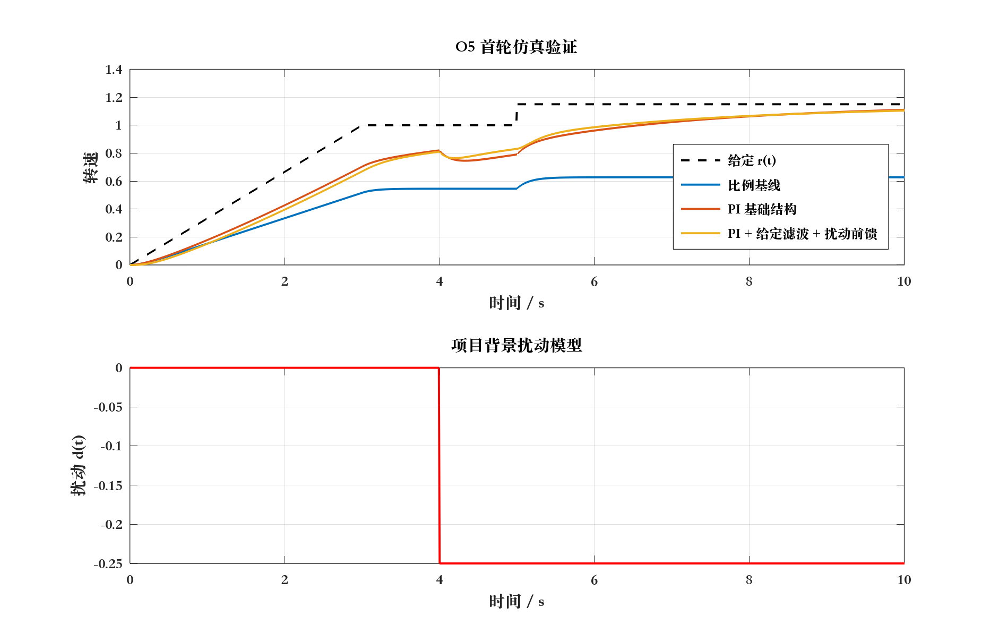 O5 首轮仿真验证
1.4
1.2
1
0.8
0.6
0.4
0.2
0
转速
给定 r(t)
比例基线
PI 基础结构
PI + 给定滤波 + 扰动前馈
0 2 4 6 8 10
时间 / s
项目背景扰动模型
0
-0.05
-0.1
-0.15
-0.2
-0.25
扰动 d(t)
0 2 4 6 8 10
时间 / s